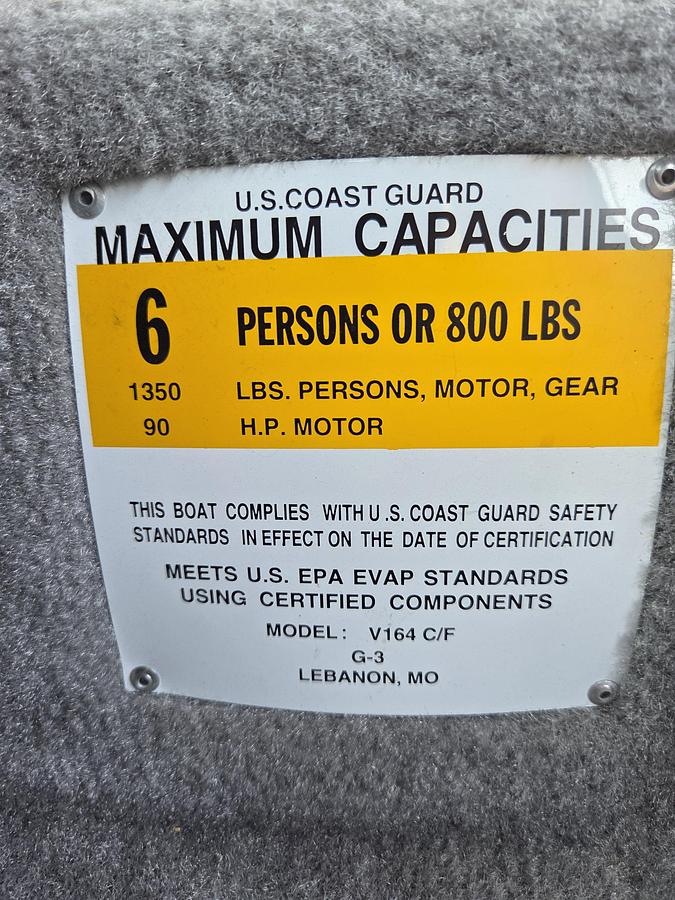 U.S.COAST GUARD
MAXIMUM CAPACITIES
6 PERSONS OR 800 LBS
1350 LBS. PERSONS, MOTOR, GEAR
90 H.P. MOTOR
THIS BOAT COMPLIES WITH U.S. COAST GUARD SAFETY
STANDARDS IN EFFECT ON THE DATE OF CERTIFICATION
MEETS U.S. EPA EVAP STANDARDS
USING CERTIFIED COMPONENTS
MODEL: V164 C/F
G-3
LEBANON, MO